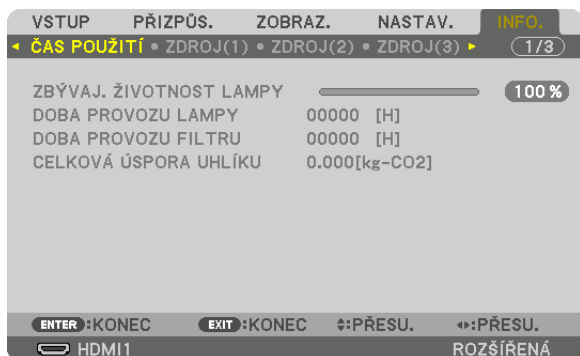 VSTUP PŘIZPŮS. ZOBRAZ. NASTAV. INFO.
ČAS POUŽITÍ • ZDROJ(1) • ZDROJ(2) • ZDROJ(3) 1/3
ZBÝVAJ. ŽIVOTNOST LAMPY 100 %
DOBA PROVOZU LAMPY 00000 [H]
DOBA PROVOZU FILTRU 00000 [H]
CELKOVÁ ÚSPORA UHLÍKU 0.000[kg-CO2]
ENTER :KONEC EXIT :KONEC :PŘESU. :PŘESU.
HDMI1 ROZŠÍŘENÁ